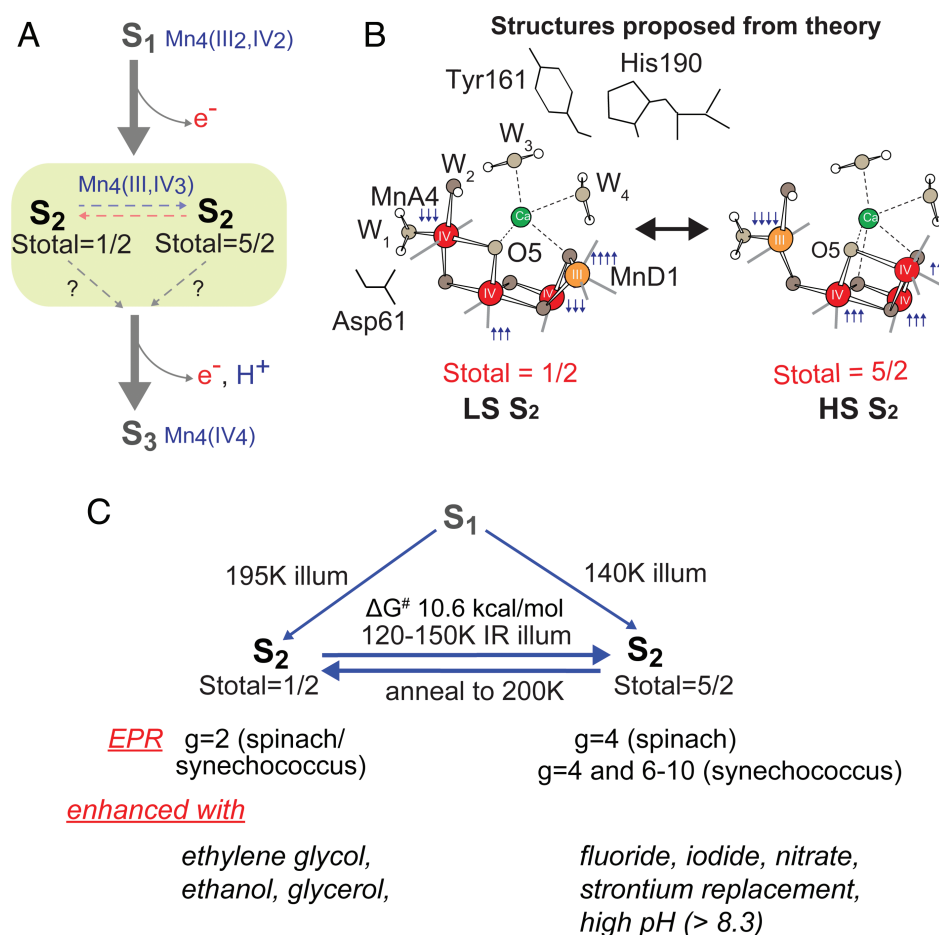 A
S1 Mn4(III2,IV2)
e-
Mn4(III,IV3)
S2 S2
Stotal=1/2 Stotal=5/2
? ?
e-, H+
S3 Mn4(IV4)
B
Structures proposed from theory
Tyr161 His190
W3
W2
W4
MnA4
W1
↓↓↓
IV
Ca
O5
↑↑↑↑
III
MnD1
IV
IV
↓↓↓
↑↑↑
Asp61
Stotal = 1/2
LS S2
↓↓↓↓
III
Ca
O5
IV
IV
IV
↑↑↑
↑↑↑
Stotal = 5/2
HS S2
C
S1
195K illum 140K illum
ΔG# 10.6 kcal/mol
120-150K IR illum
S2 S2
Stotal=1/2 Stotal=5/2
anneal to 200K
EPR g=2 (spinach/
synechococcus)
g=4 (spinach)
g=4 and 6-10 (synechococcus)
enhanced with
ethylene glycol,
ethanol, glycerol,
fluoride, iodide, nitrate,
strontium replacement,
high pH (> 8.3)